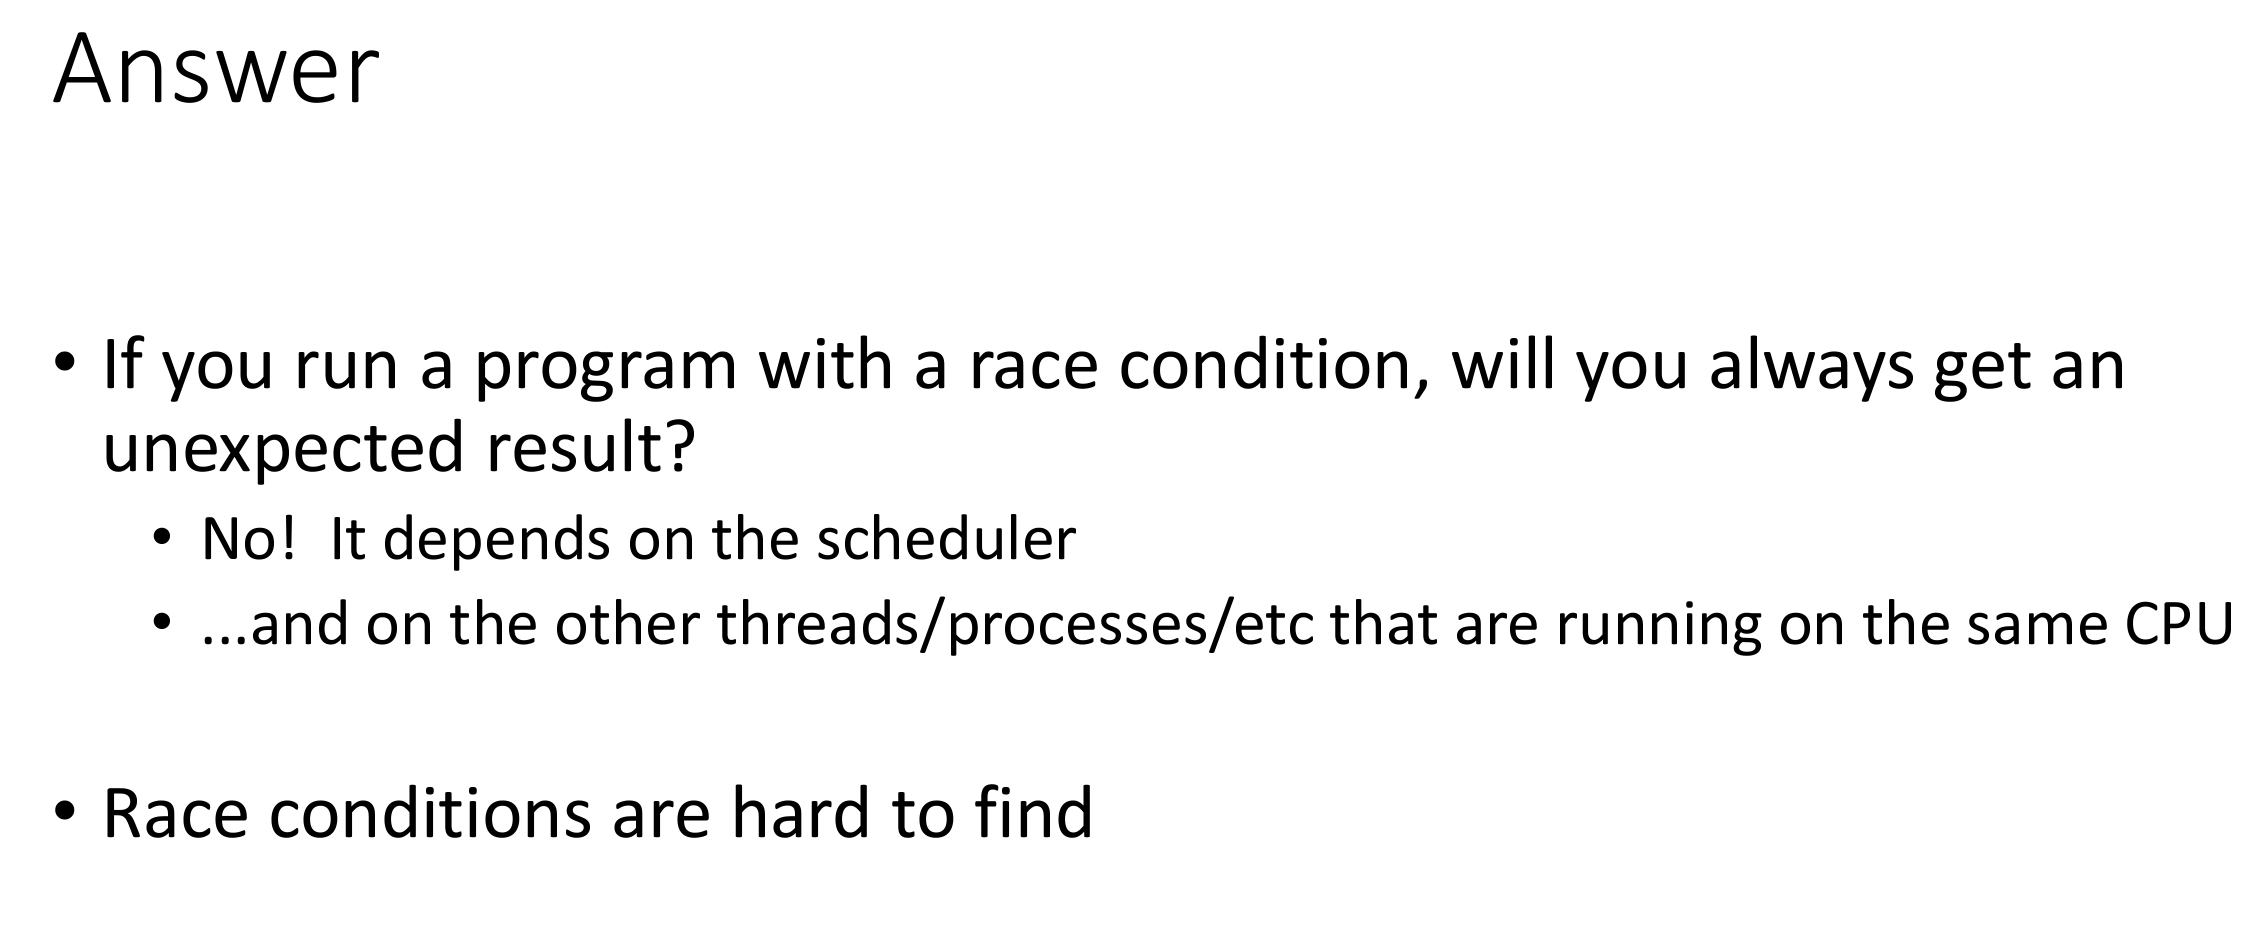 Answer
• If you run a program with a race condition, will you always get an
unexpected result?
• No!  It depends on the scheduler
• ...and on the other threads/processes/etc that are running on the same CPU
• Race conditions are hard to find